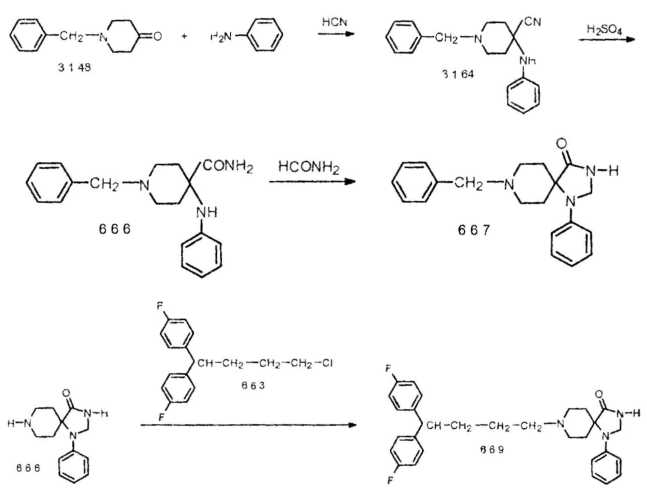 HCN
CH2—N
O
+
H2N
3148
CH2—N
CN
NH
3164
H2SO4
CH2—N
CONH2
NH
666
HCONH2
CH2—N
O
N—H
N
667
F
CH—CH2—CH2—CH2—Cl
F
663
H—N
O
N—H
N
666
F
CH—CH2—CH2—CH2—N
F
O
N—H
N
669